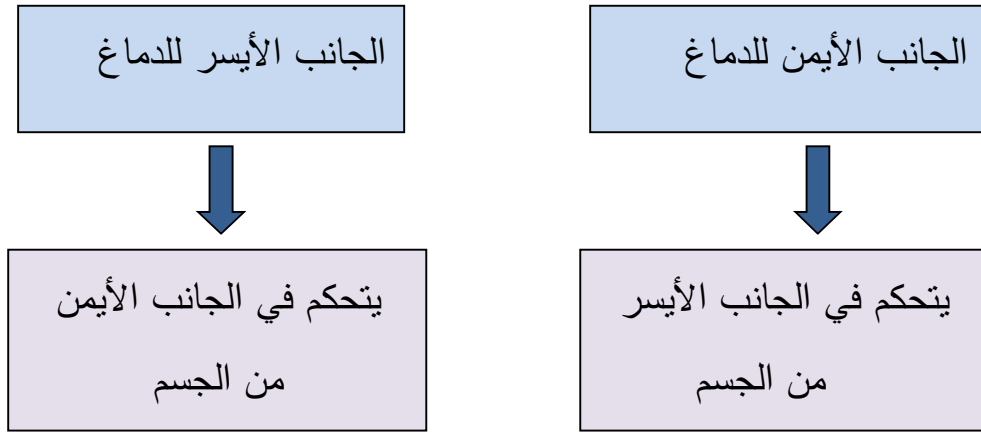 الجانب الأيمن للدماغ
الجانب الأيسر للدماغ
يتحكم في الجانب الأيسر
من الجسم
يتحكم في الجانب الأيمن
من الجسم